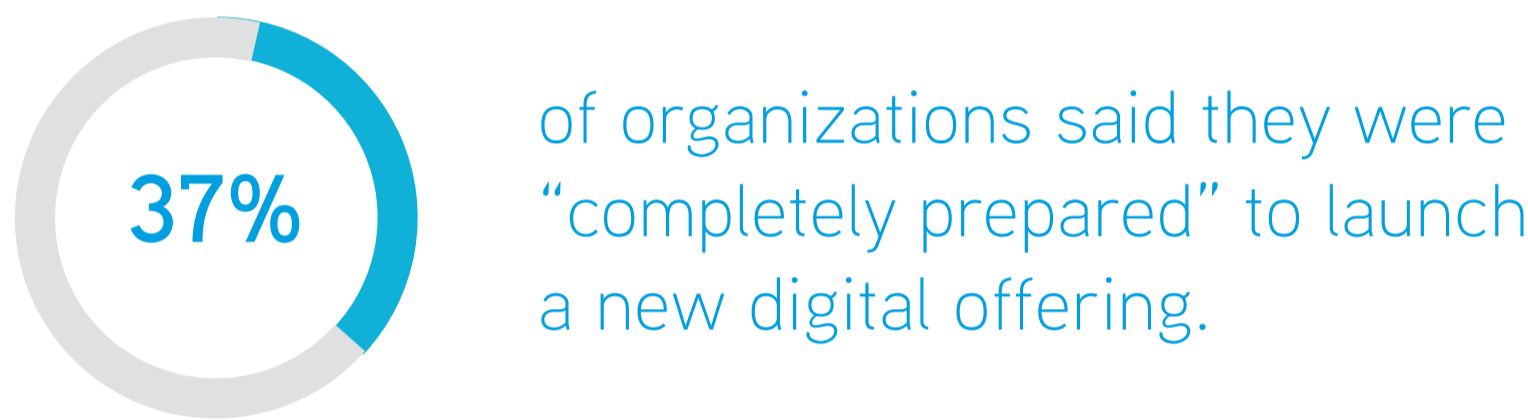 37%
of organizations said they were
“completely prepared” to launch
a new digital offering.